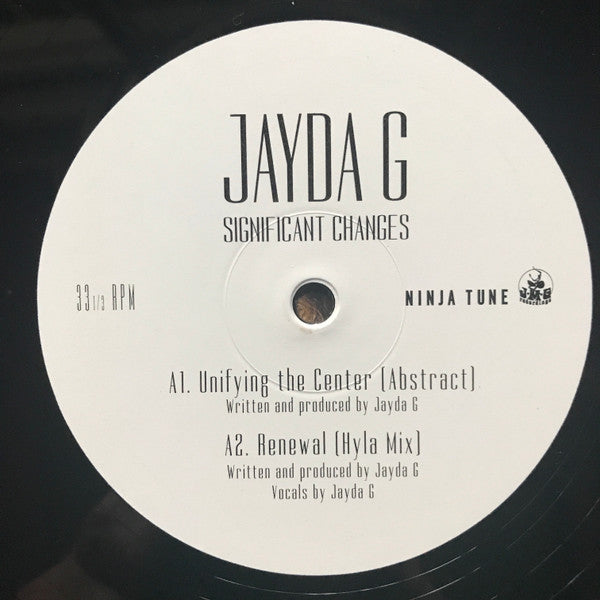 JAYDA G
SIGNIFICANT CHANGES
33 1/3 RPM
NINJA TUNE
A1. Unifying the Center (Abstract)
Written and produced by Jayda G
A2. Renewal (Hyla Mix)
Written and produced by Jayda G
Vocals by Jayda G